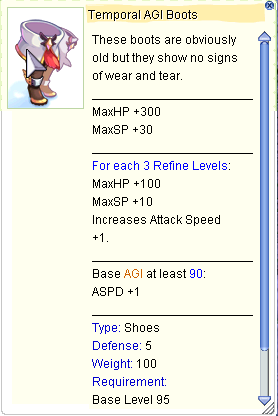 Temporal AGI Boots
These boots are obviously
old but they show no signs
of wear and tear.
MaxHP +300
MaxSP +30
For each 3 Refine Levels:
MaxHP +100
MaxSP +10
Increases Attack Speed
+1.
Base AGI at least 90:
ASPD +1
Type: Shoes
Defense: 5
Weight: 100
Requirement:
Base Level 95